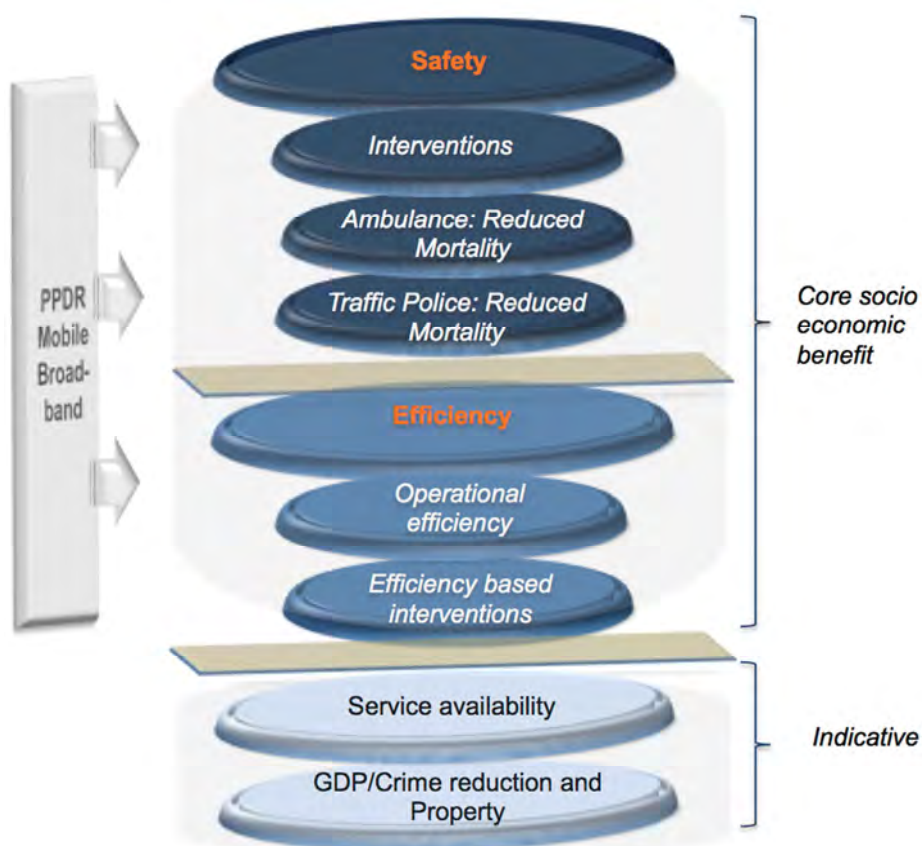 Safety
Interventions
Ambulance: Reduced
Mortality
Traffic Police: Reduced
Mortality
PPDR
Mobile
Broad-
band
Core socio
economic
benefit
Efficiency
Operational
efficiency
Efficiency based
interventions
Service availability
Indicative
GDP/Crime reduction and
Property